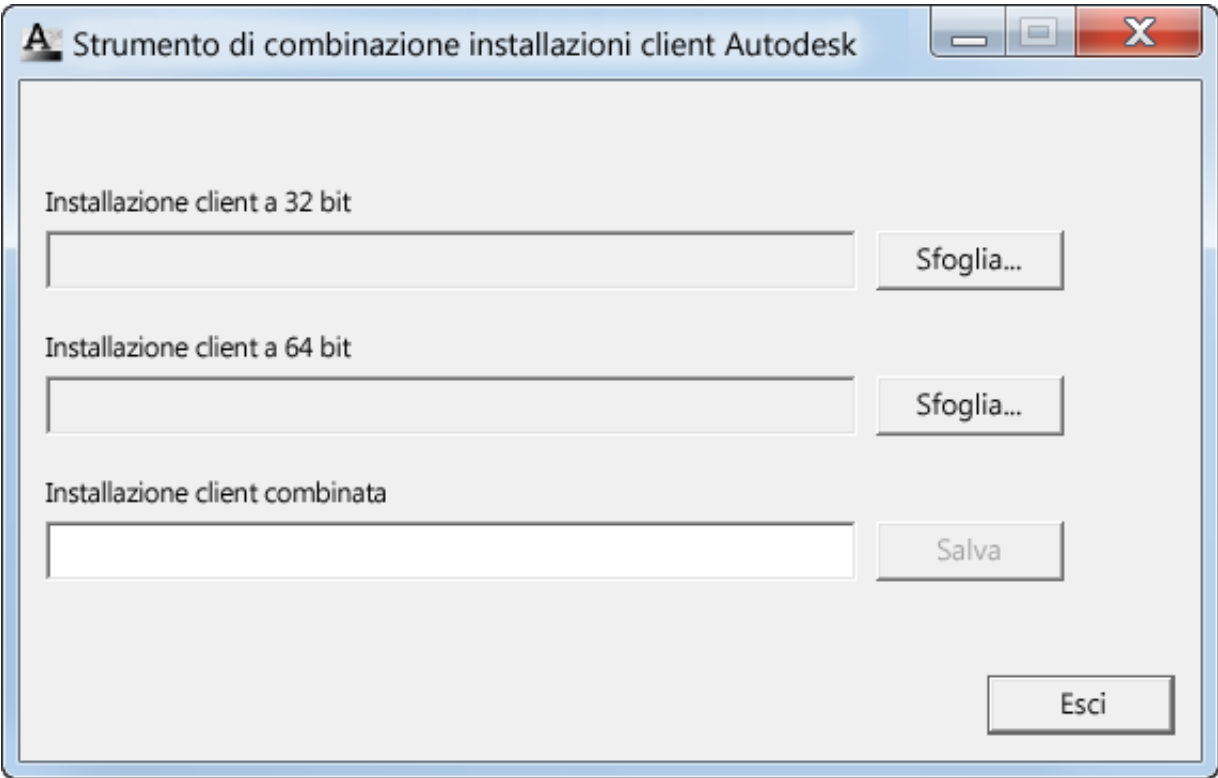 Strumento di combinazione installazioni client Autodesk
Installazione client a 32 bit
Sfoglia...
Installazione client a 64 bit
Sfoglia...
Installazione client combinata
Salva
Esci